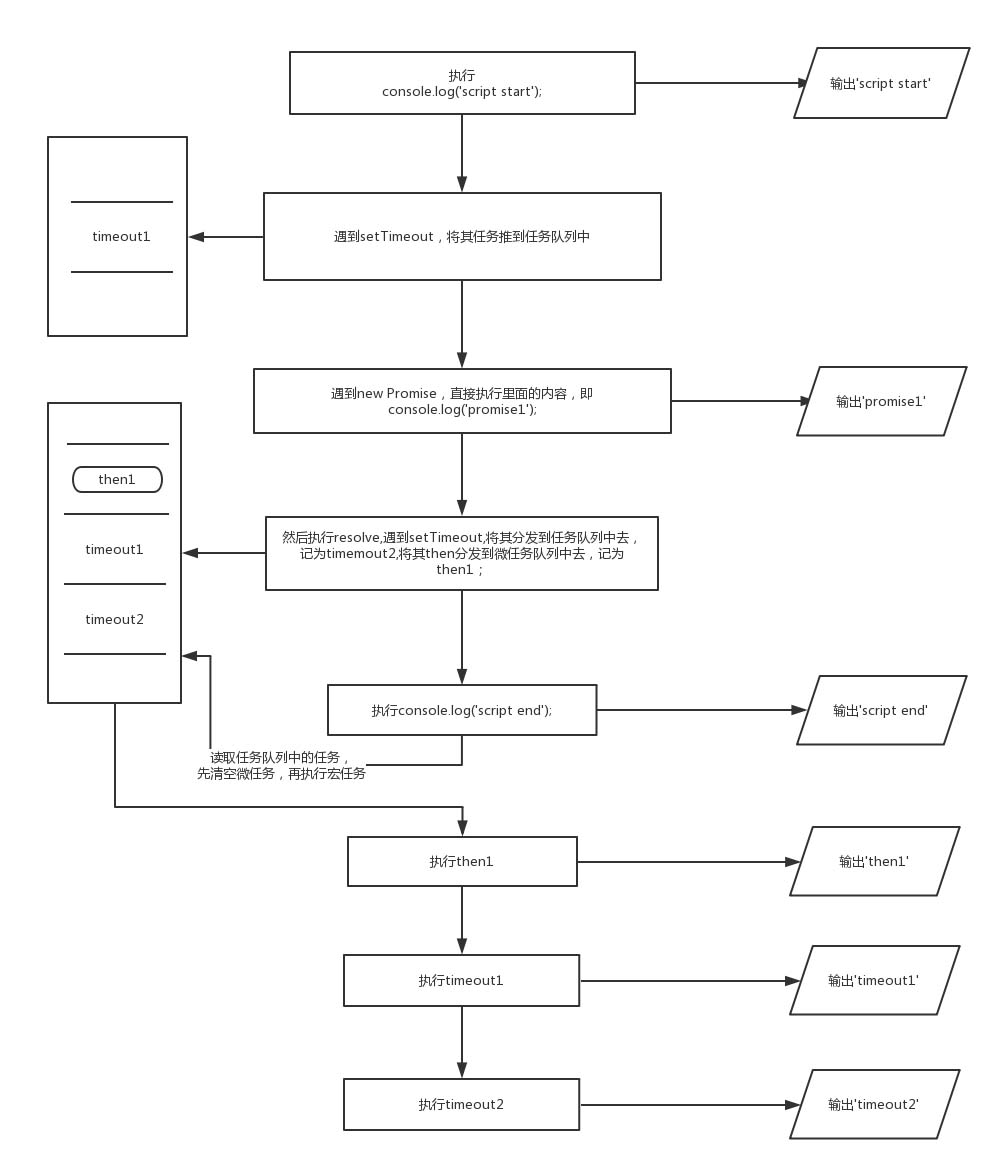 执行
console.log('script start');
输出'script start'
timeout1
遇到setTimeout，将其任务推到任务队列中
遇到new Promise，直接执行里面的内容，即
console.log('promise1');
输出'promise1'
then1
timeout1
timeout2
然后执行resolve,遇到setTimeout,将其分发到任务队列中去，
记为timemout2,将其then分发到微任务队列中去，记为
then1；
执行console.log('script end');
输出'script end'
读取任务队列中的任务，
先清空微任务，再执行宏任务
执行then1
输出'then1'
执行timeout1
输出'timeout1'
执行timeout2
输出'timeout2'